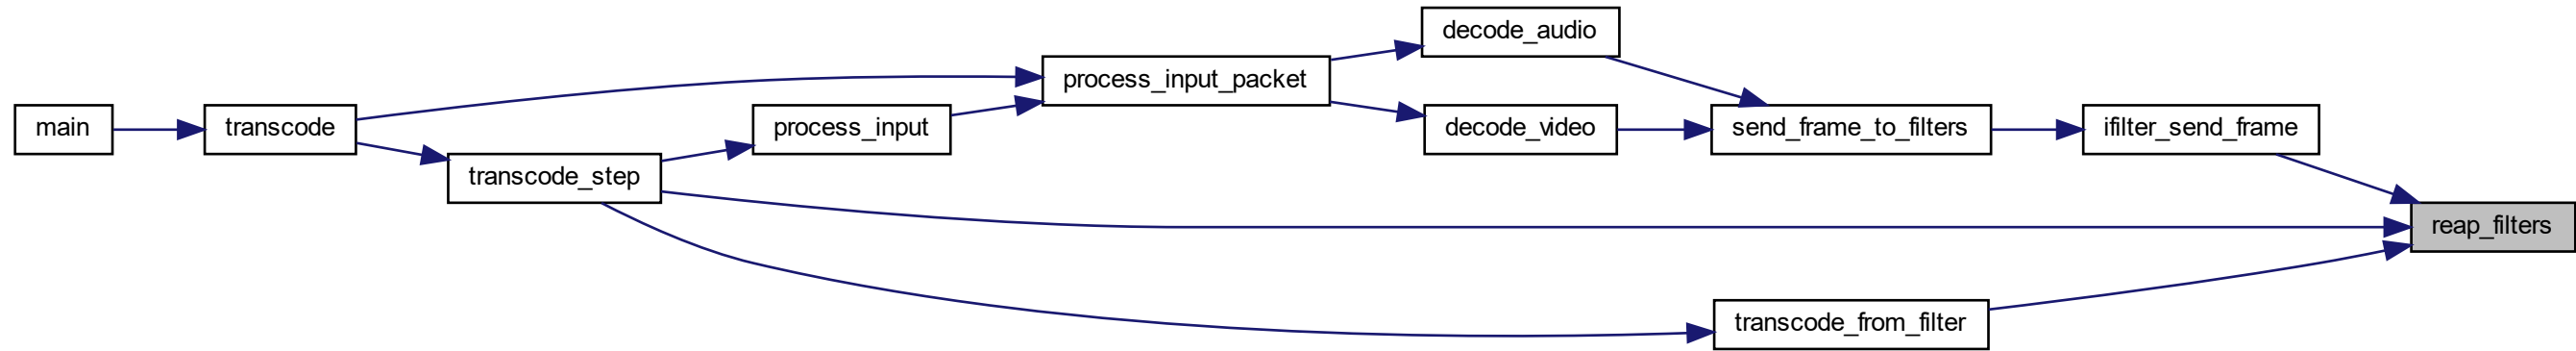 main
transcode
transcode_step
process_input
process_input_packet
decode_audio
decode_video
send_frame_to_filters
ifilter_send_frame
reap_filters
transcode_from_filter